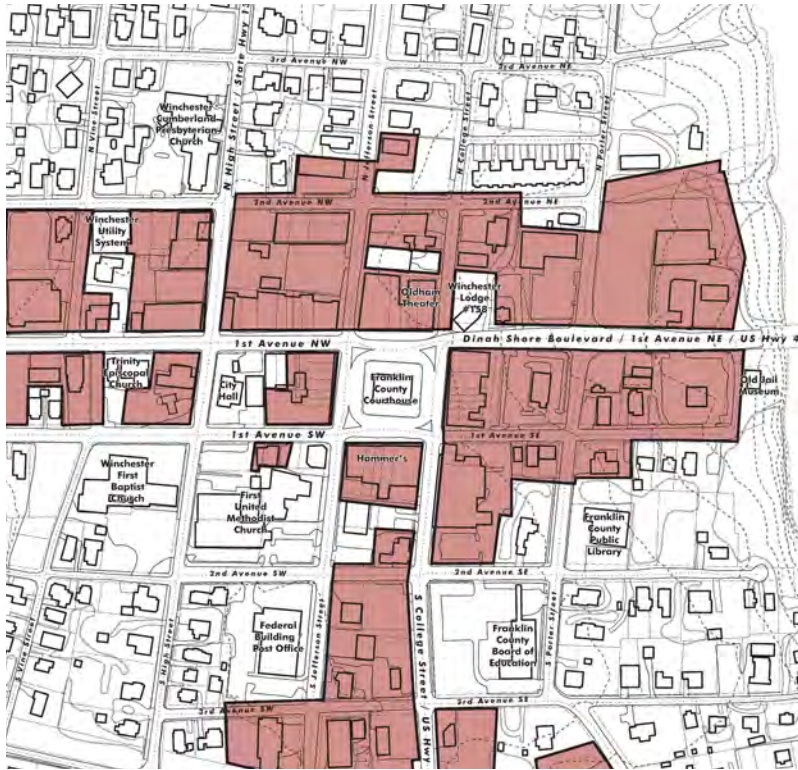 3rd Avenue NW
3rd Avenue NE
N Vine Street
Winchester
Cumberland
Presbyterian
Church
N High Street / State Hwy 1
N Jefferson Street
N College Street
N Porter Street
2nd Avenue NW
2nd Avenue NE
Winchester
Utility
System
Oldham
Theater
Winchester
Lodge
#158
1st Avenue NW
Dinah Shore Boulevard / 1st Avenue NE / US Hwy 4
Trinity
Episcopal
Church
City
Hall
Franklin
County
Courthouse
Old Jail
Museum
1st Avenue SW
1st Avenue SE
Hammer's
Winchester
First
Baptist
Church
First
United
Methodist
Church
Franklin
County
Public
Library
2nd Avenue SW
2nd Avenue SE
S Vine Street
S High Street
Federal
Building
Post Office
S Jefferson Street
S College Street / US Hwy
Franklin
County
Board of
Education
S Porter Street
3rd Avenue SW
3rd Avenue SE